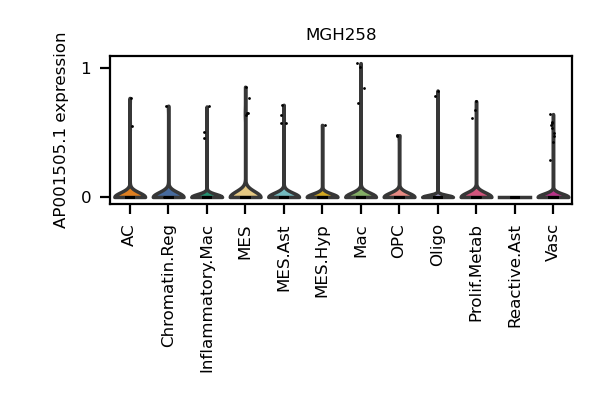 MGH258
AP001505.1 expression
1
0
AC
Chromatin.Reg
Inflammatory.Mac
MES
MES.Ast
MES.Hyp
Mac
OPC
Oligo
Prolif.Metab
Reactive.Ast
Vasc